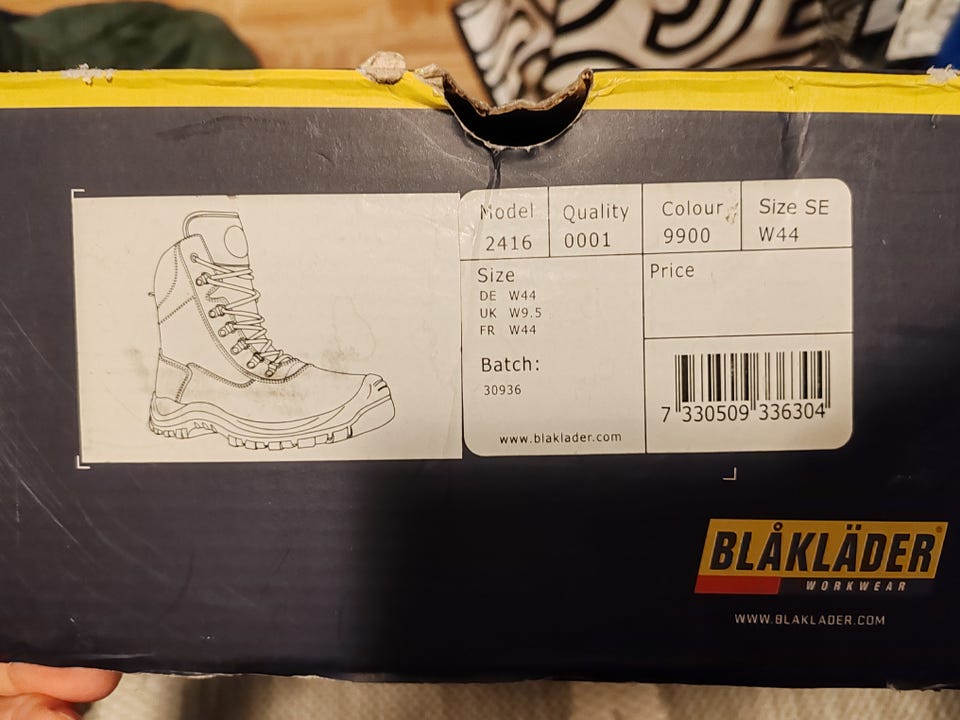 Model Quality Colour Size SE
2416 0001 9900 W44
Size
DE W44
UK W9.5
FR W44
Batch:
30936
www.blaklader.com
Price
7 330509 336304
BLÅKLÄDER®
WORKWEAR
WWW.BLAKLADER.COM